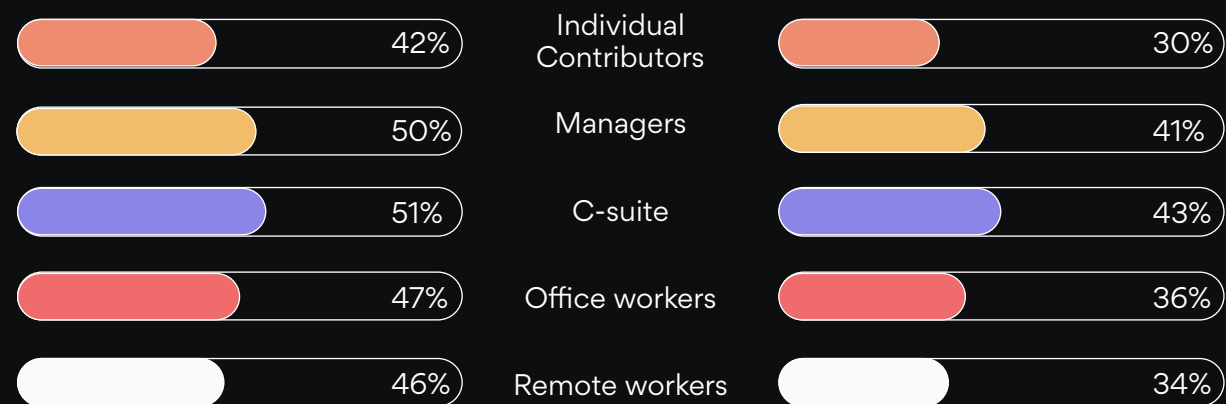 42%
Individual
Contributors
30%
50%
Managers
41%
51%
C-suite
43%
47%
Office workers
36%
46%
Remote workers
34%